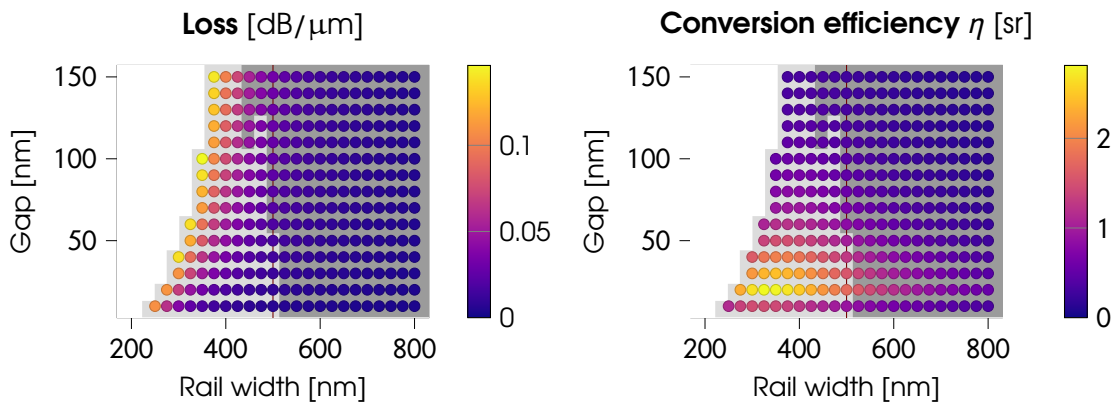 Loss [dB/μm]
150
100
50
Gap [nm]
200 400 600 800
Rail width [nm]
0.1
0.05
0
Conversion efficiency η [sr]
150
100
50
Gap [nm]
200 400 600 800
Rail width [nm]
2
1
0